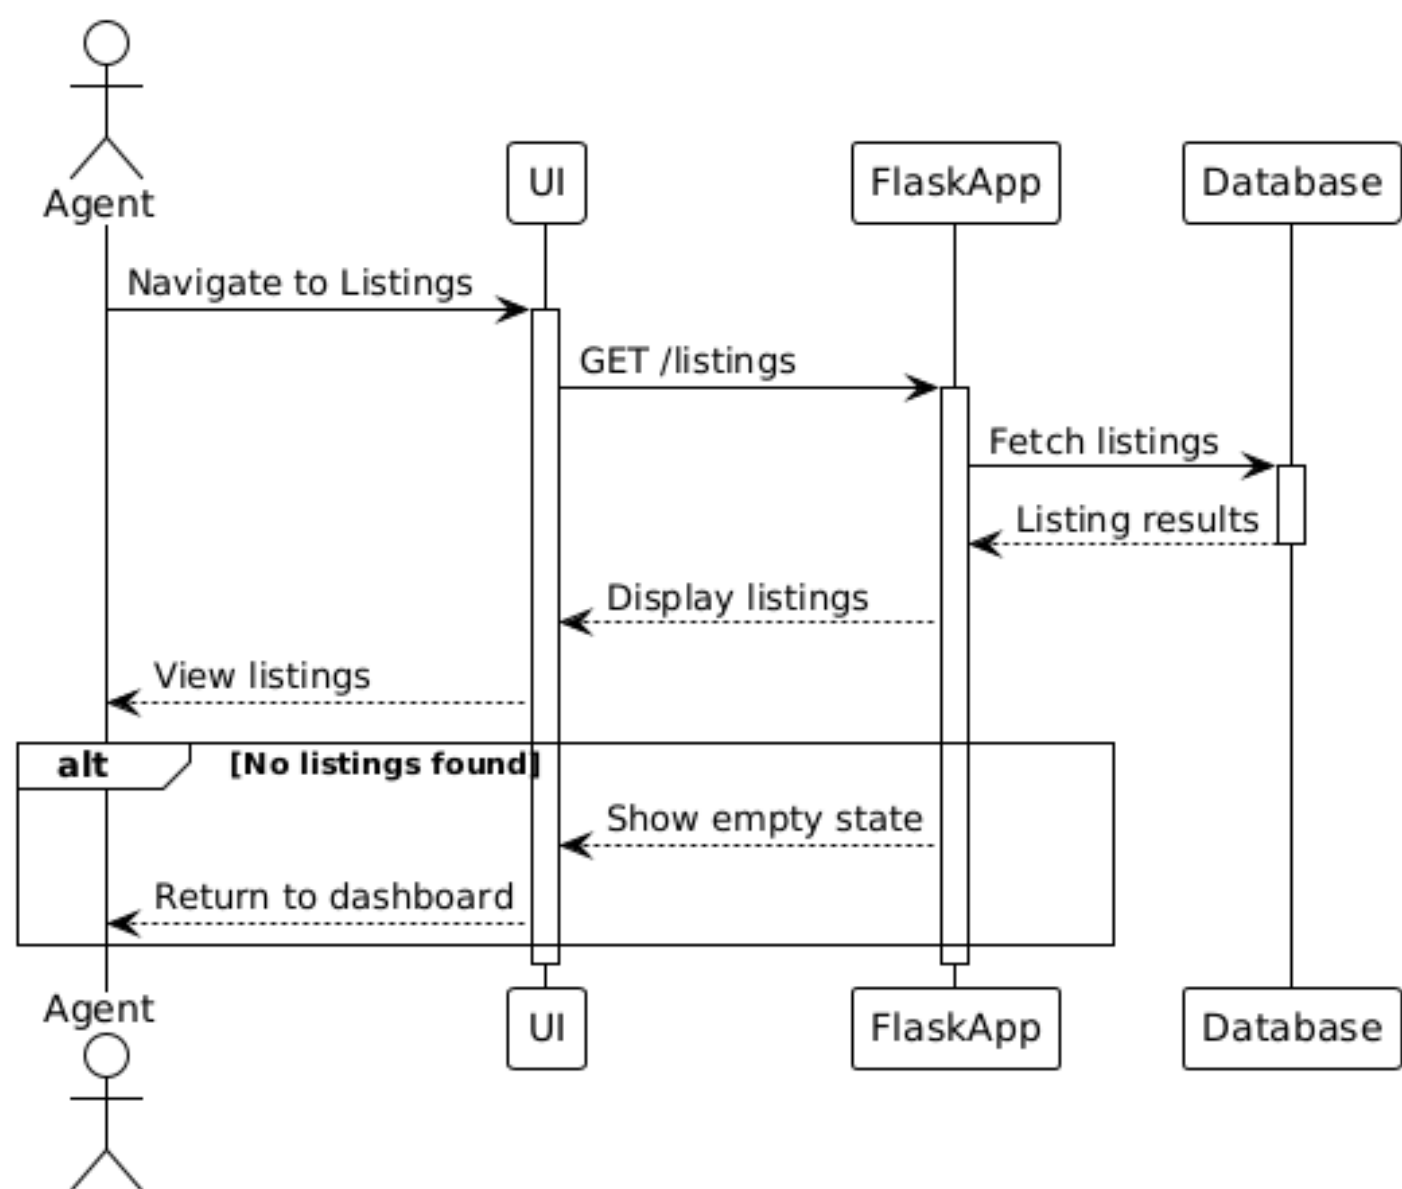 Agent
UI
FlaskApp
Database
Navigate to Listings
GET /listings
Fetch listings
Listing results
Display listings
View listings
alt
[No listings found]
Show empty state
Return to dashboard
Agent
UI
FlaskApp
Database